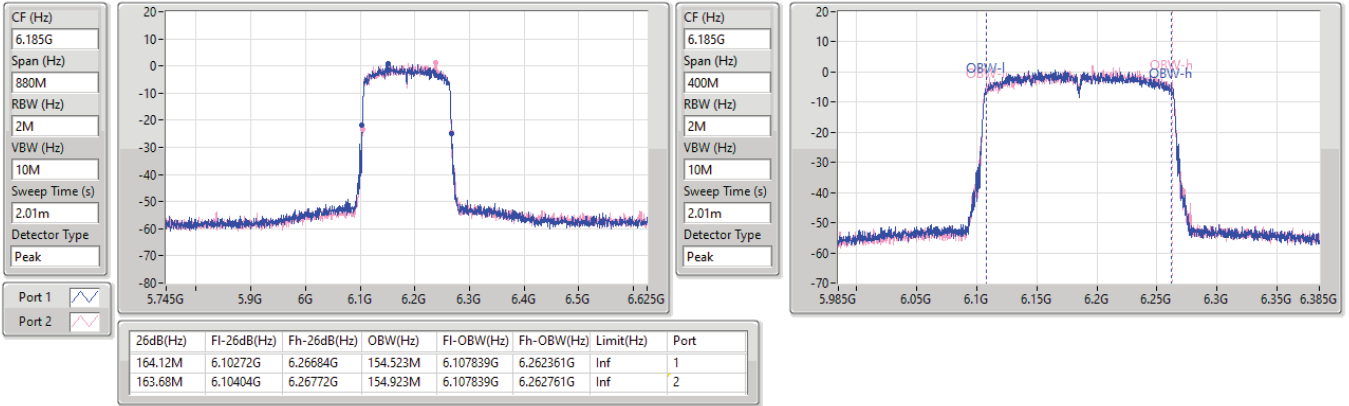 CF (Hz)
6.185G
Span (Hz)
880M
RBW (Hz)
2M
VBW (Hz)
10M
Sweep Time (s)
2.01m
Detector Type
Peak
Port 1
Port 2
20
10
0
-10
-20
-30
-40
-50
-60
-70
-80
5.745G 5.9G 6G 6.1G 6.2G 6.3G 6.4G 6.5G 6.625G
CF (Hz)
6.185G
Span (Hz)
400M
RBW (Hz)
2M
VBW (Hz)
10M
Sweep Time (s)
2.01m
Detector Type
Peak
20
10
0
-10
-20
-30
-40
-50
-60
-70
OBW-l
OBW-h
OBW-h
5.985G 6.05G 6.1G 6.15G 6.2G 6.25G 6.3G 6.35G 6.385G
26dB(Hz) Fl-26dB(Hz) Fh-26dB(Hz) OBW(Hz) Fl-OBW(Hz) Fh-OBW(Hz) Limit(Hz) Port
164.12M 6.10272G 6.26684G 154.523M 6.107839G 6.262361G Inf 1
163.68M 6.10404G 6.26772G 154.923M 6.107839G 6.262761G Inf 2